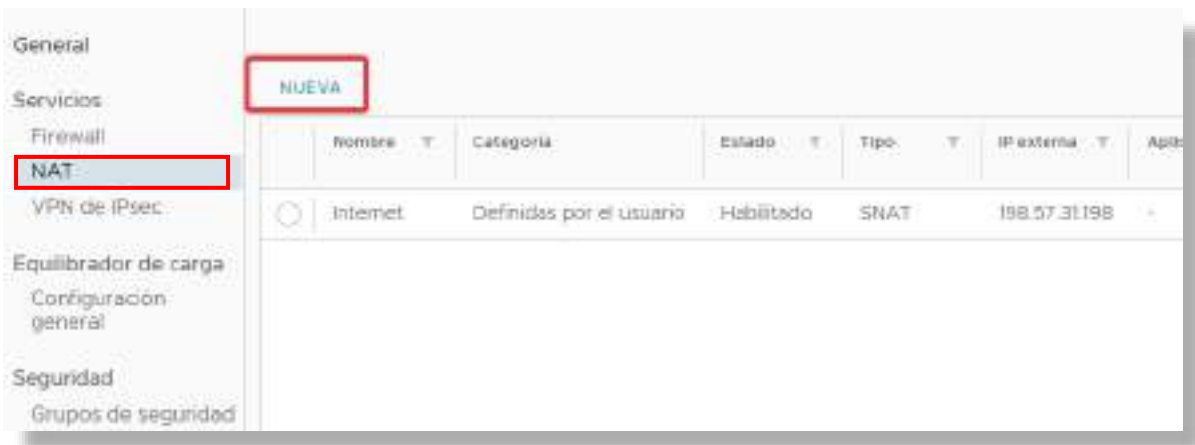 General
NUEVA
Servicios
Firewall
NAT
VPN de IPsec
Equilibrador de carga
Configuración
general
Seguridad
Grupos de seguridad
Nombre Categoría Estado Tipo IP externa
Internet Definidas por el usuario Habilitado SNAT 198.57.31.198 -